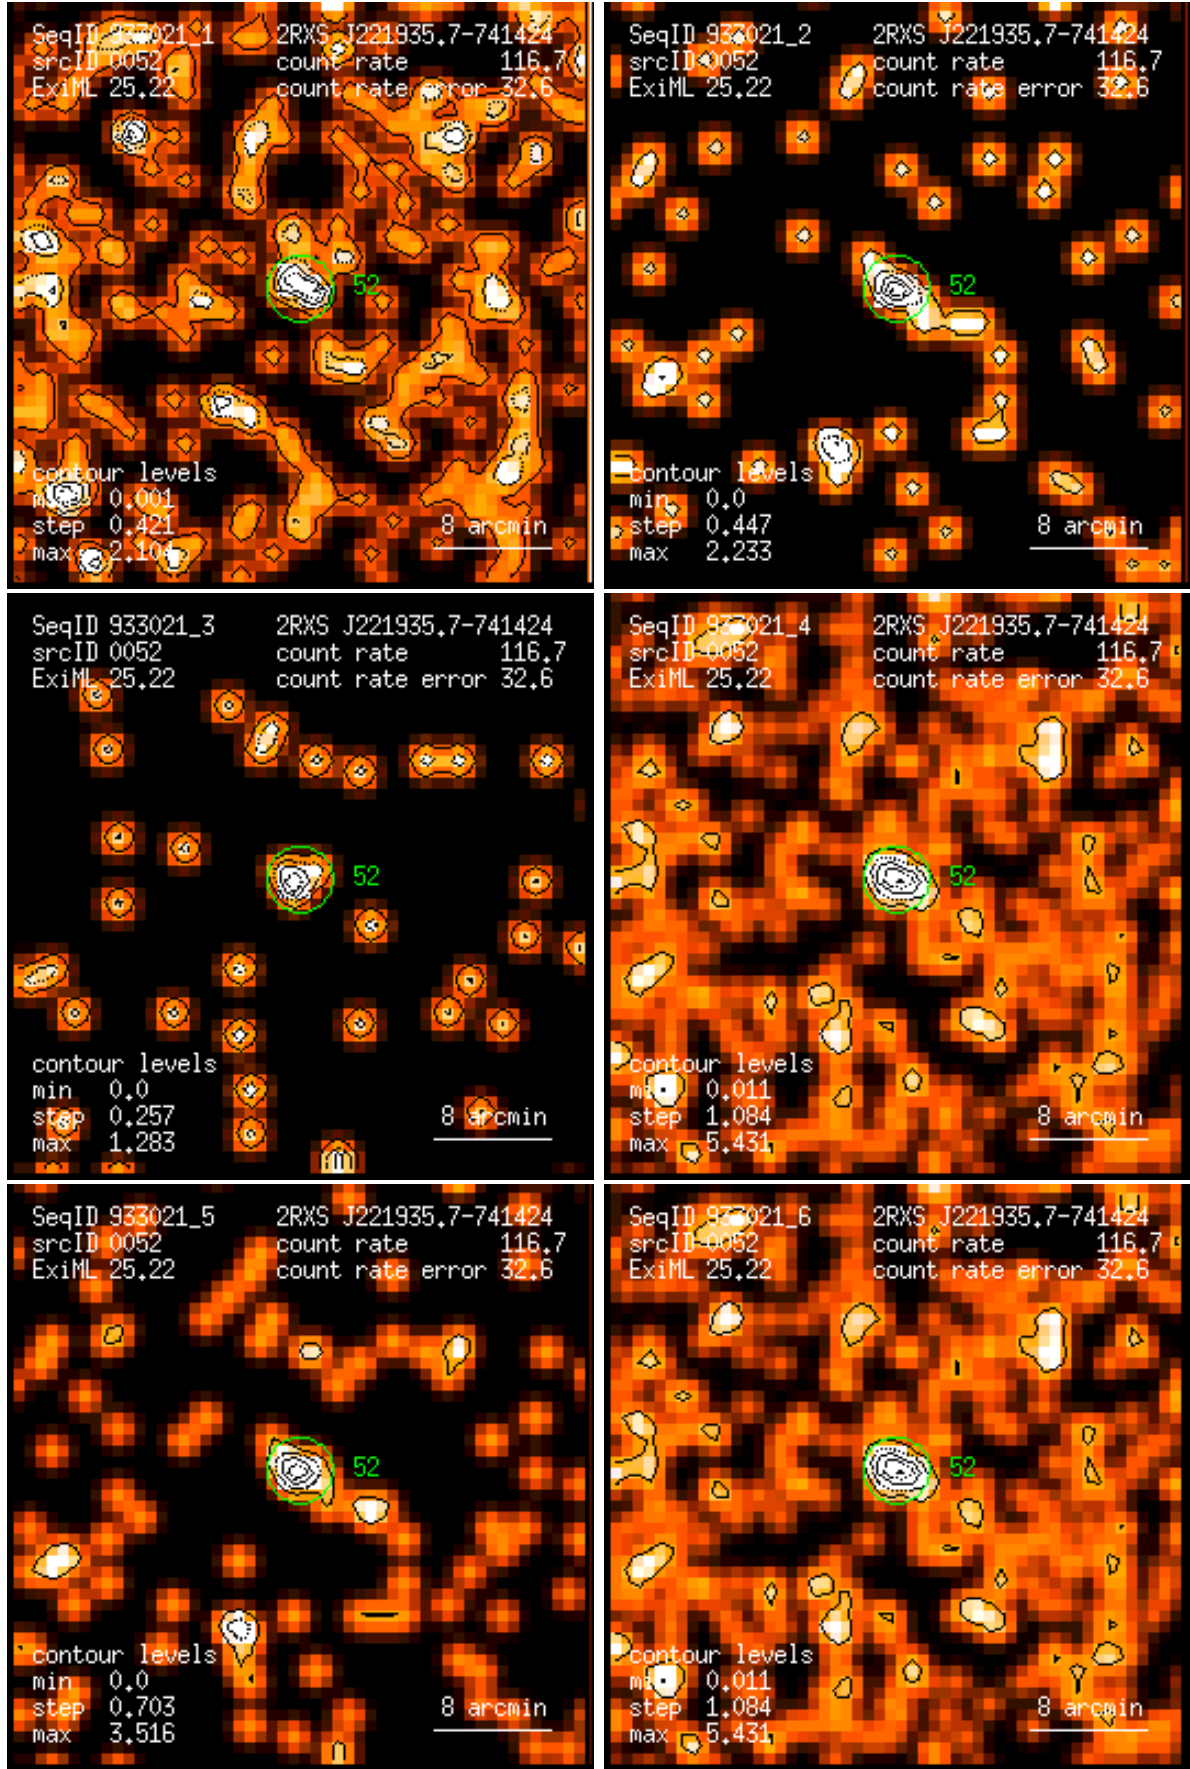 SeqID 933021_1 2RXS J221935.7-741424
srcID 0052 count rate 116.7
ExiML 25.22 count rate error 32.6
52
contour levels
min 0.001
step 0.421
max 2.104
8 arcmin
SeqID 933021_2 2RXS J221935.7-741424
srcID 0052 count rate 116.7
ExiML 25.22 count rate error 32.6
52
contour levels
min 0.0
step 0.447
max 2.233
8 arcmin
SeqID 933021_3 2RXS J221935.7-741424
srcID 0052 count rate 116.7
ExiML 25.22 count rate error 32.6
52
contour levels
min 0.0
step 0.257
max 1.283
8 arcmin
SeqID 933021_4 2RXS J221935.7-741424
srcID 0052 count rate 116.7
ExiML 25.22 count rate error 32.6
52
contour levels
min 0.011
step 1.084
max 5.431
8 arcmin
SeqID 933021_5 2RXS J221935.7-741424
srcID 0052 count rate 116.7
ExiML 25.22 count rate error 32.6
52
contour levels
min 0.0
step 0.703
max 3.516
8 arcmin
SeqID 933021_6 2RXS J221935.7-741424
srcID 0052 count rate 116.7
ExiML 25.22 count rate error 32.6
52
contour levels
min 0.011
step 1.084
max 5.431
8 arcmin